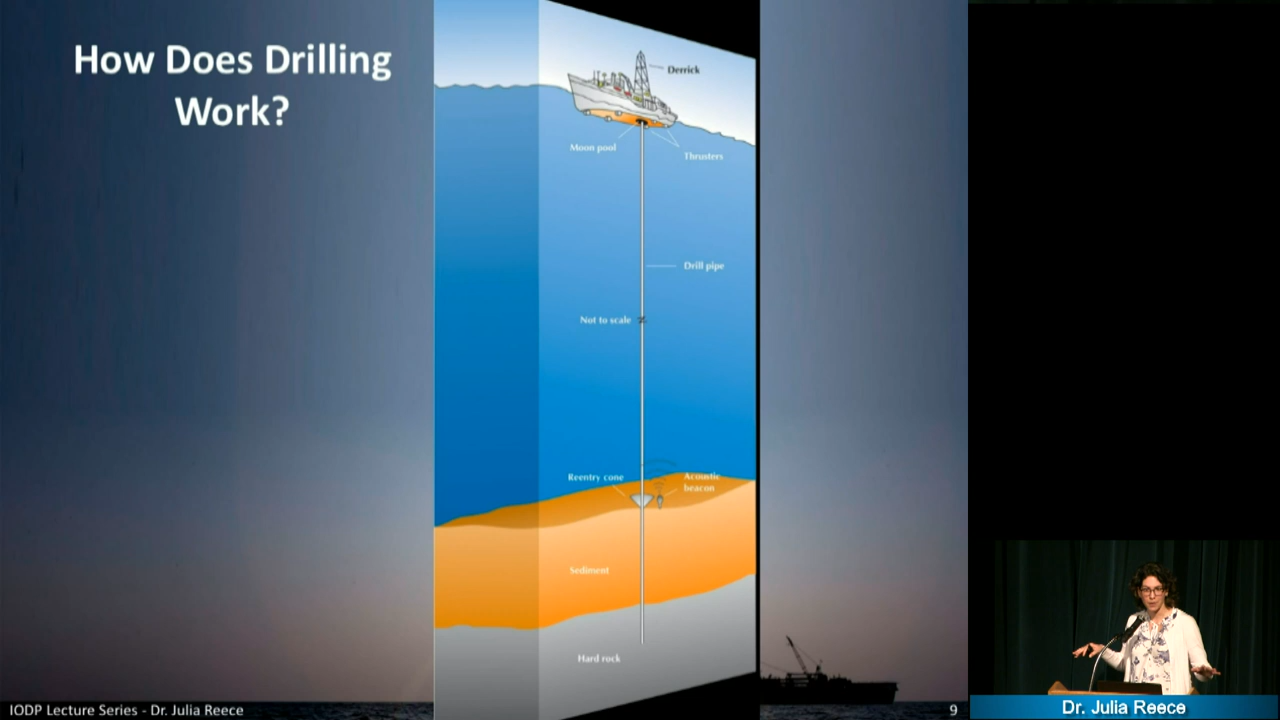 How Does Drilling
Work?
Derrick
Moon pool
Thrusters
Drill pipe
Not to scale
Reentry cone
Acoustic
beacon
Sediment
Hard rock
IODP Lecture Series - Dr. Julia Reece
9
Dr. Julia Reece